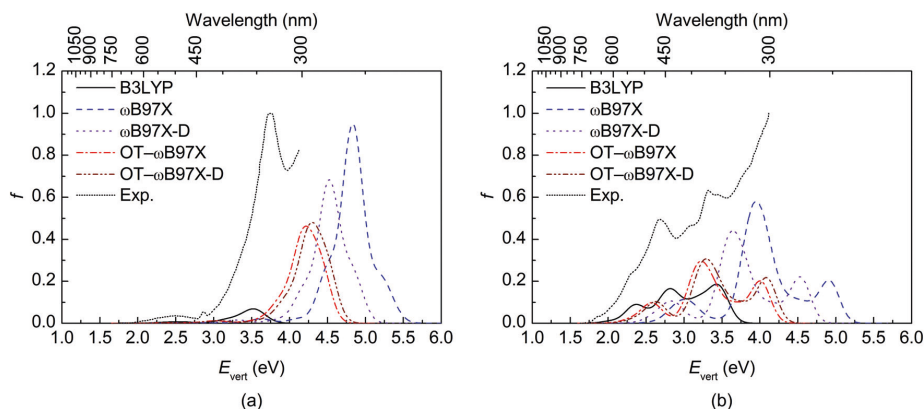 Wavelength (nm)
1050
900
750
600
450
300
1.2
1.0
0.8
0.6
0.4
0.2
0.0
f
B3LYP
ωB97X
ωB97X-D
OT–ωB97X
OT–ωB97X-D
Exp.
1.0 1.5 2.0 2.5 3.0 3.5 4.0 4.5 5.0 5.5 6.0
Evert (eV)
(a)
Wavelength (nm)
1050
900
750
600
450
300
1.2
1.0
0.8
0.6
0.4
0.2
0.0
f
B3LYP
ωB97X
ωB97X-D
OT–ωB97X
OT–ωB97X-D
Exp.
1.0 1.5 2.0 2.5 3.0 3.5 4.0 4.5 5.0 5.5 6.0
Evert (eV)
(b)